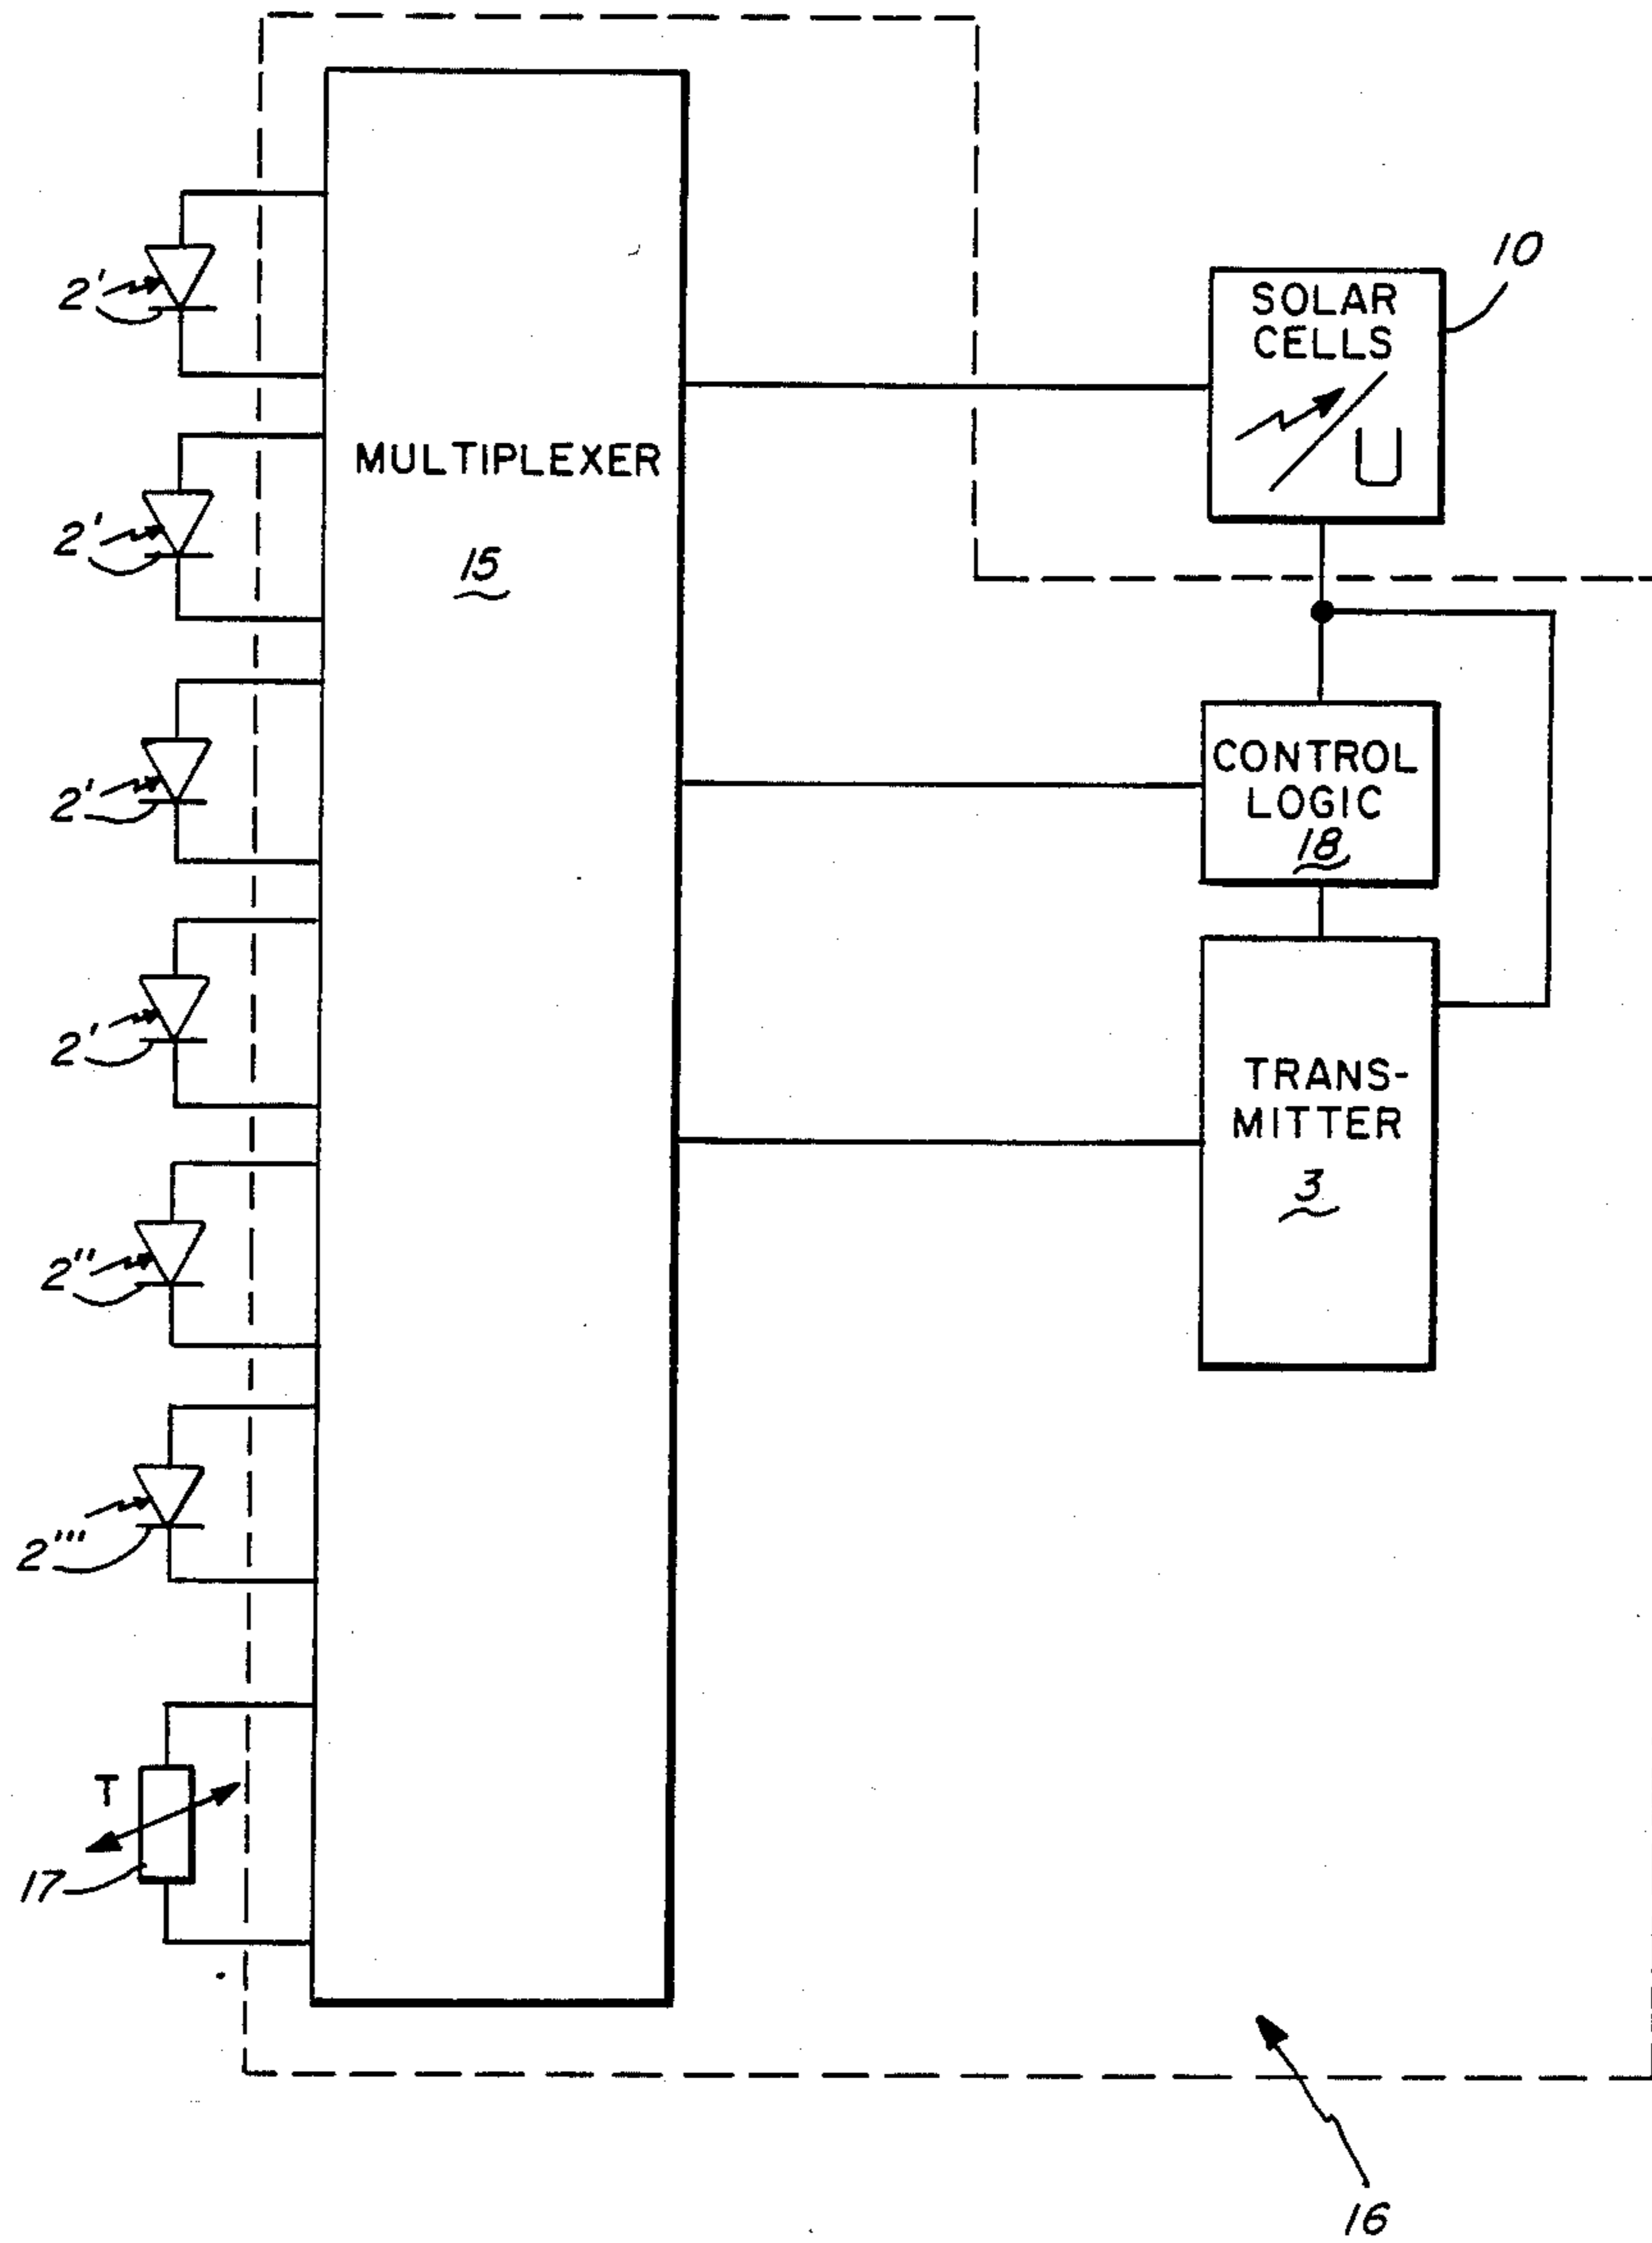 10
SOLAR
CELLS
U
2'
MULTIPLEXER
15
2'
2'
CONTROL
LOGIC
18
2'
TRANS-
MITTER
3
2''
2'''
T
17
16